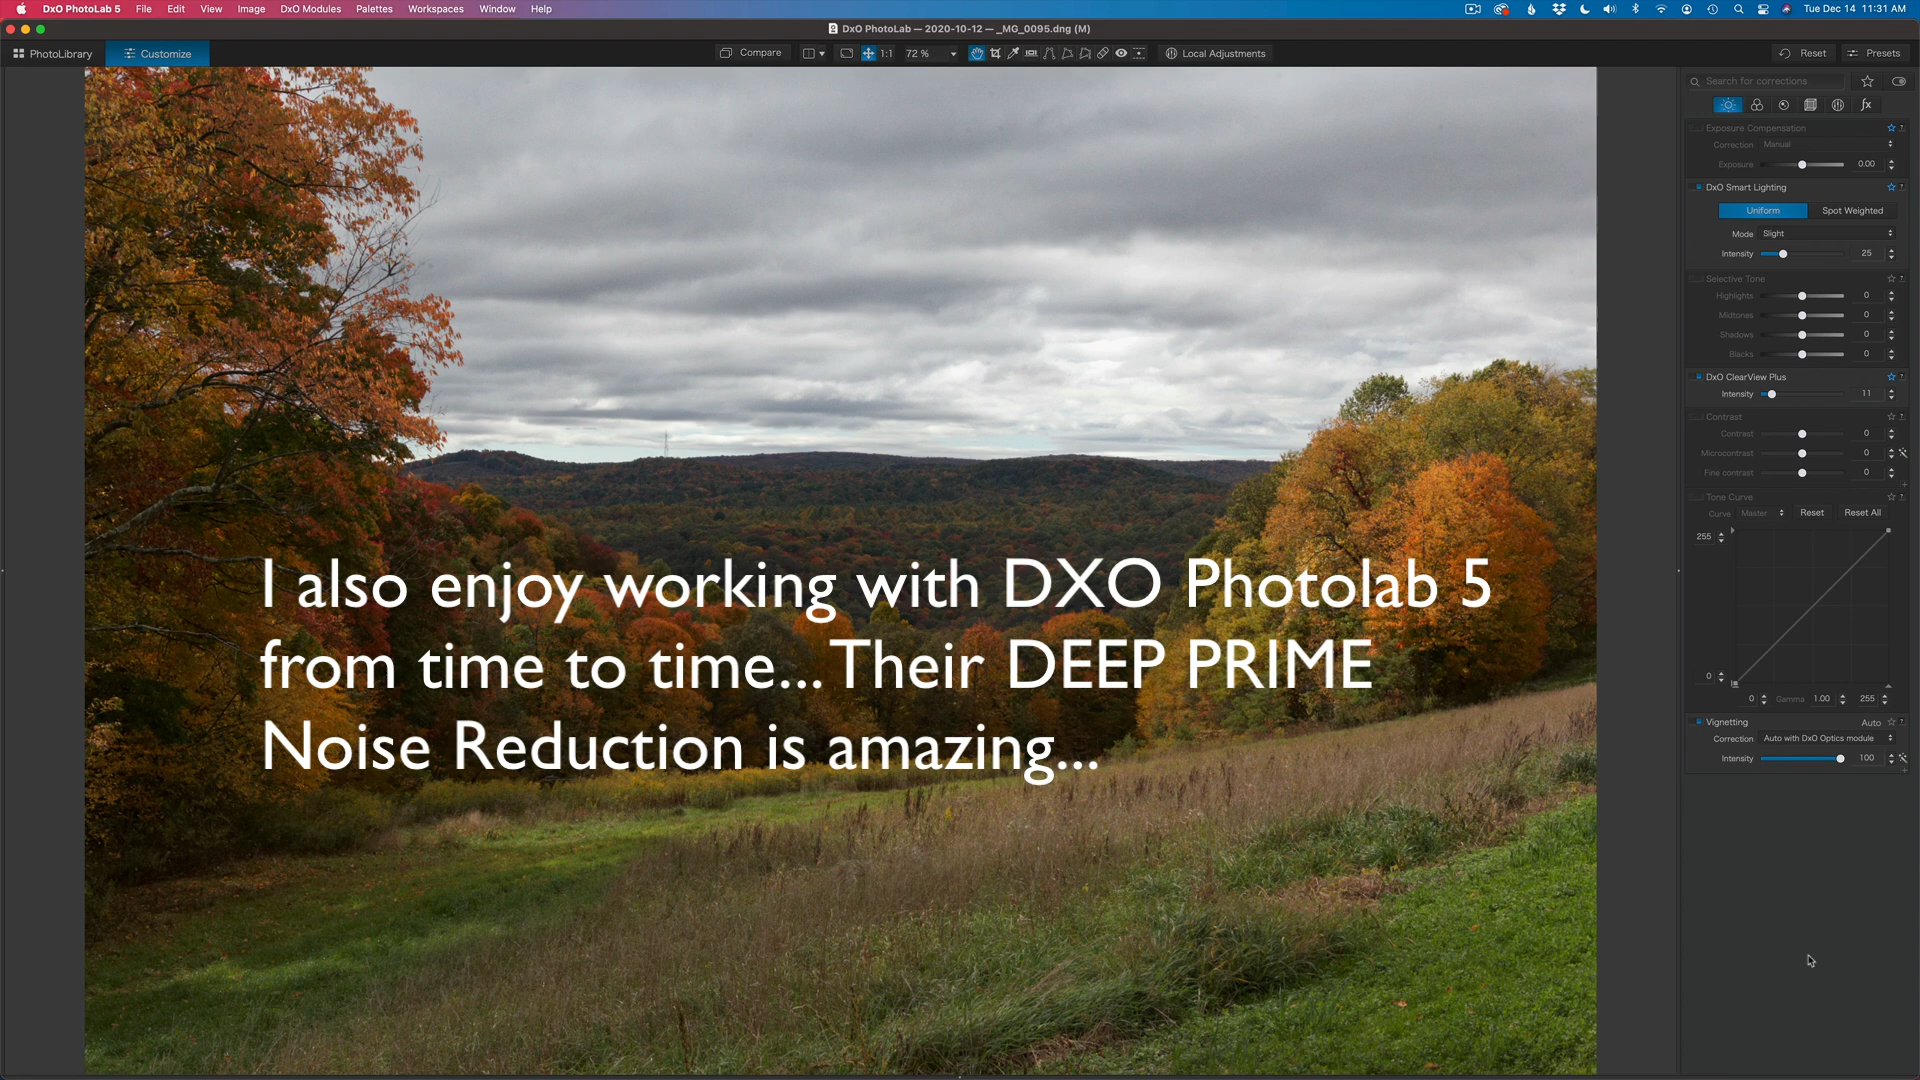 DxO PhotoLab 5 File Edit View Image DxO Modules Palettes Workspaces Window Help Tue Dec 14 11:31 AM
DxO PhotoLab — 2020-10-12 — _MG_0095.dng (M)
PhotoLibrary Customize Compare 1:1 72 % Local Adjustments Reset Presets
Search for corrections
fx
Exposure Compensation
Correction Manual
Exposure 0.00
DxO Smart Lighting
Uniform Spot Weighted
Mode Slight
Intensity 25
Selective Tone
Highlights 0
Midtones 0
Shadows 0
Blacks 0
DxO ClearView Plus
Intensity 11
Contrast
Contrast 0
Microcontrast 0
Fine contrast 0
Tone Curve
Curve Master Reset Reset All
255
0
0 Gamma 1.00 255
Vignetting Auto
Correction Auto with DxO Optics module
Intensity 100
I also enjoy working with DXO Photolab 5
from time to time... Their DEEP PRIME
Noise Reduction is amazing...